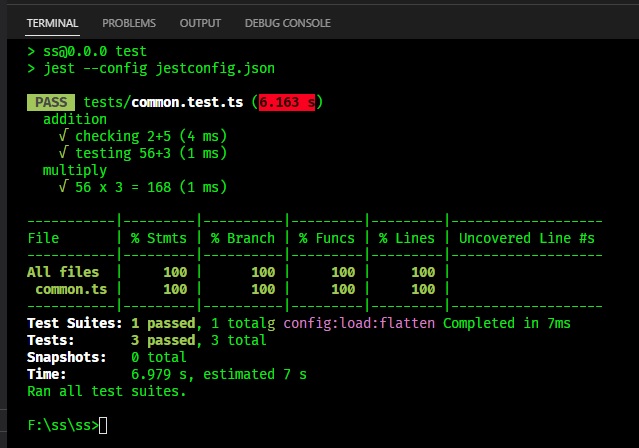 TERMINAL PROBLEMS OUTPUT DEBUG CONSOLE
> ss@0.0.0 test
> jest --config jestconfig.json
PASS tests/common.test.ts (6.163 s)
addition
√ checking 2+5 (4 ms)
√ testing 56+3 (1 ms)
multiply
√ 56 x 3 = 168 (1 ms)
-----------|---------|----------|---------|---------|-------------------
File | % Stmts | % Branch | % Funcs | % Lines | Uncovered Line #s
-----------|---------|----------|---------|---------|-------------------
All files | 100 | 100 | 100 | 100 |
common.ts | 100 | 100 | 100 | 100 |
-----------|---------|----------|---------|---------|-------------------
Test Suites: 1 passed, 1 totalg config:load:flatten Completed in 7ms
Tests: 3 passed, 3 total
Snapshots: 0 total
Time: 6.979 s, estimated 7 s
Ran all test suites.
F:\ss\ss>